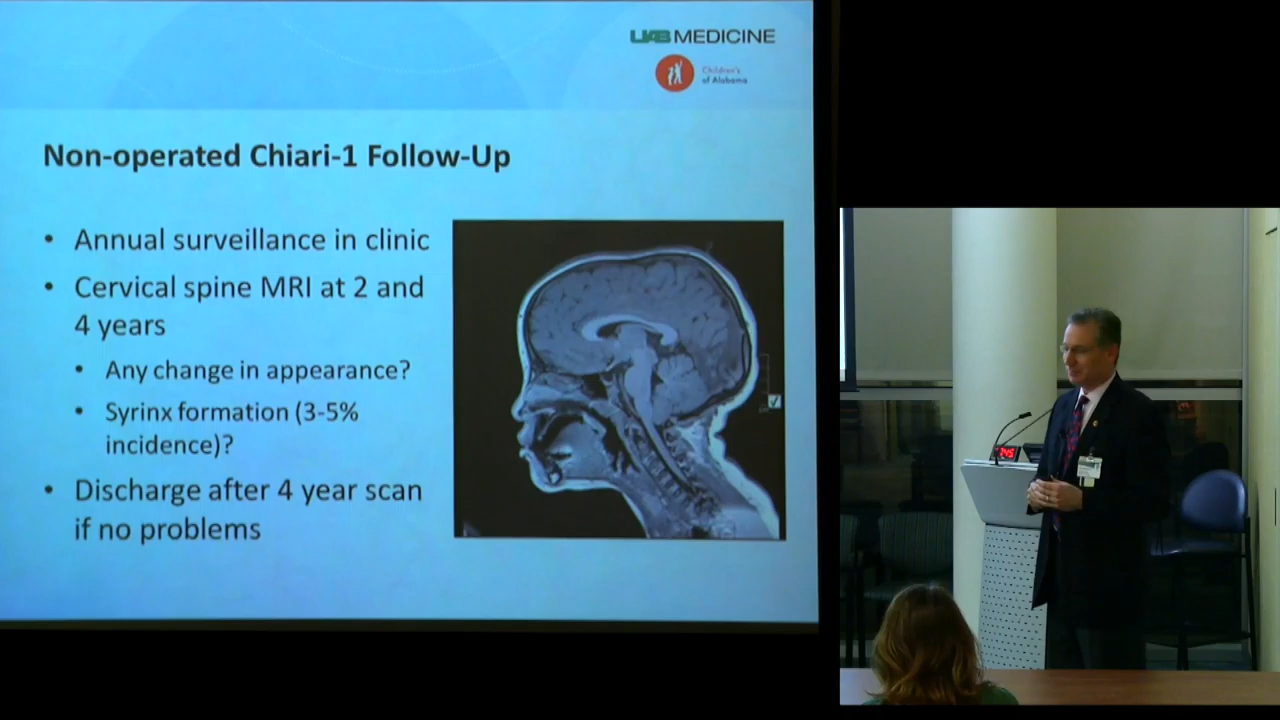 UAB MEDICINE
Children's
of Alabama
Non-operated Chiari-1 Follow-Up
• Annual surveillance in clinic
• Cervical spine MRI at 2 and
4 years
• Any change in appearance?
• Syrinx formation (3-5%
incidence)?
• Discharge after 4 year scan
if no problems